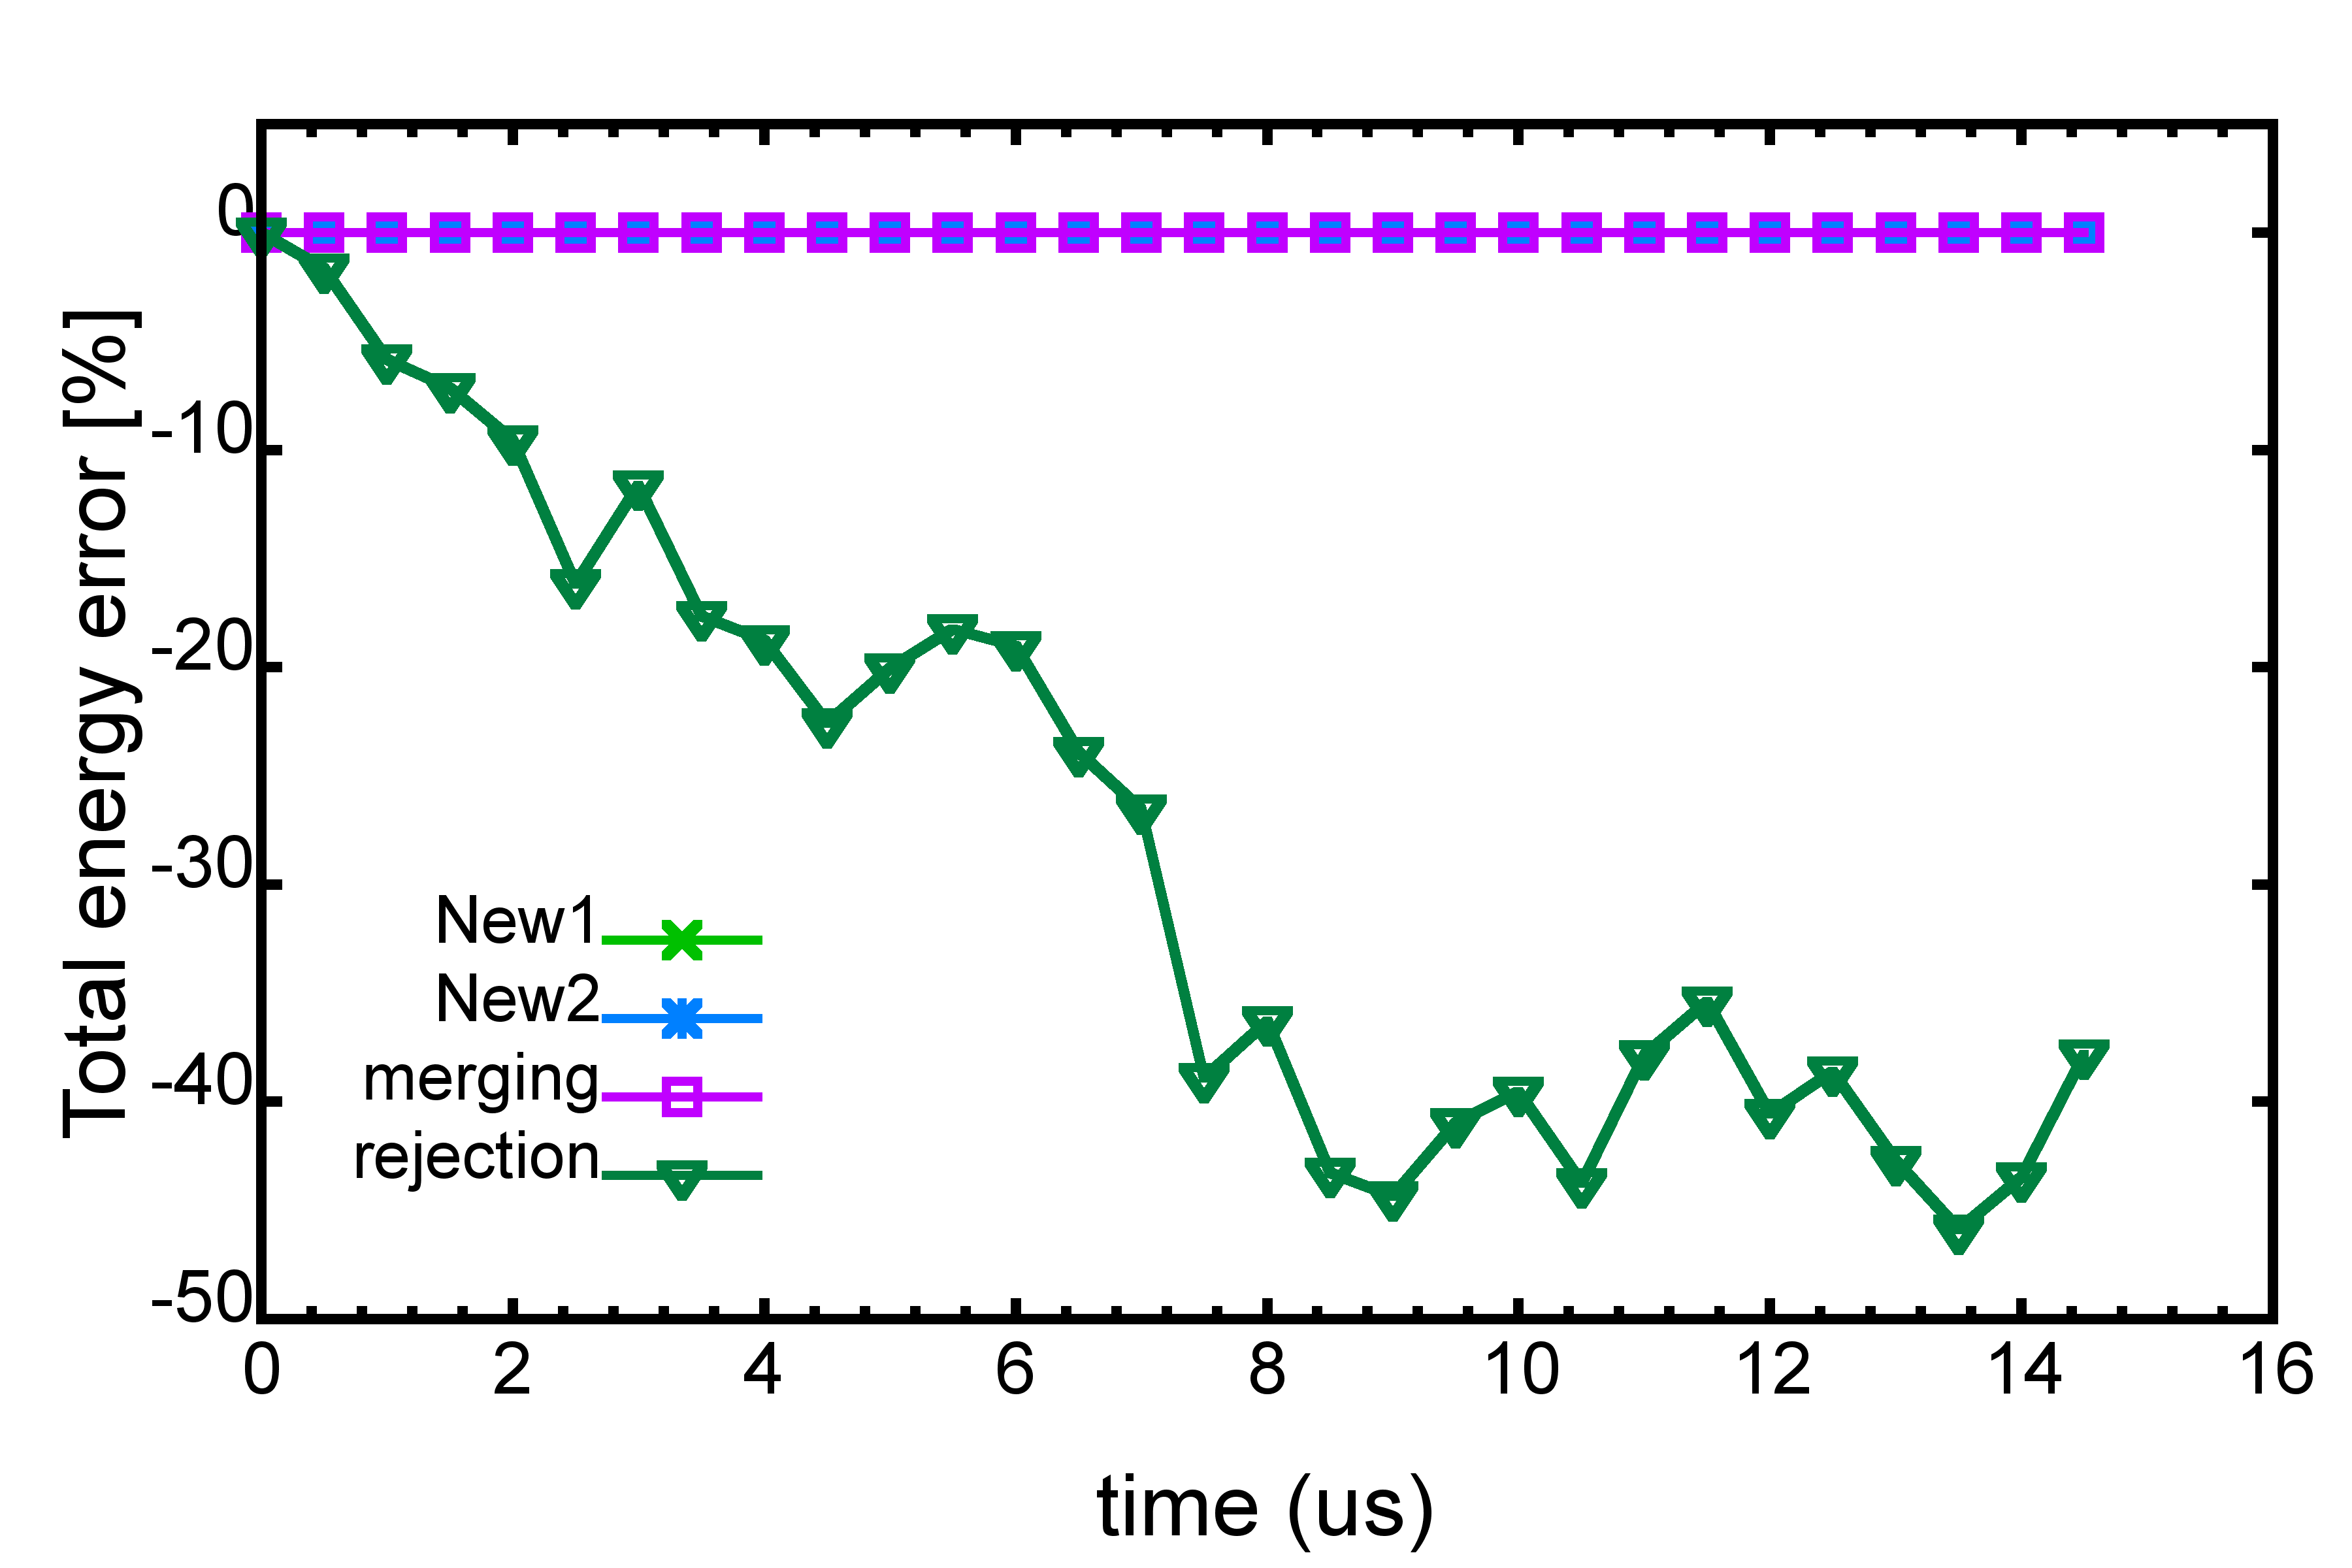 Total energy error [%]
0
-10
-20
-30
-40
-50
New1
New2
merging
rejection
0 2 4 6 8 10 12 14 16
time (us)